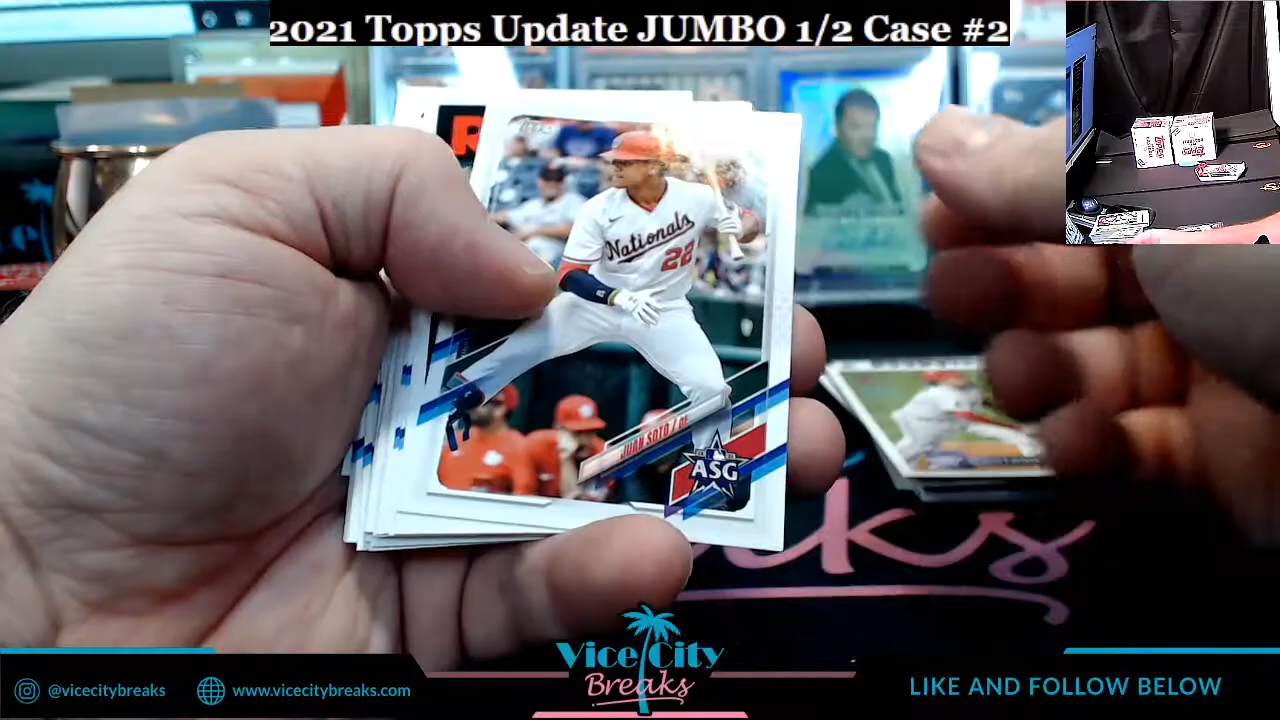 2021 Topps Update JUMBO 1/2 Case #2
R
Nationals
22
JUAN SOTO / OF
ASG
Vice City
Breaks
@vicecitybreaks
www.vicecitybreaks.com
LIKE AND FOLLOW BELOW